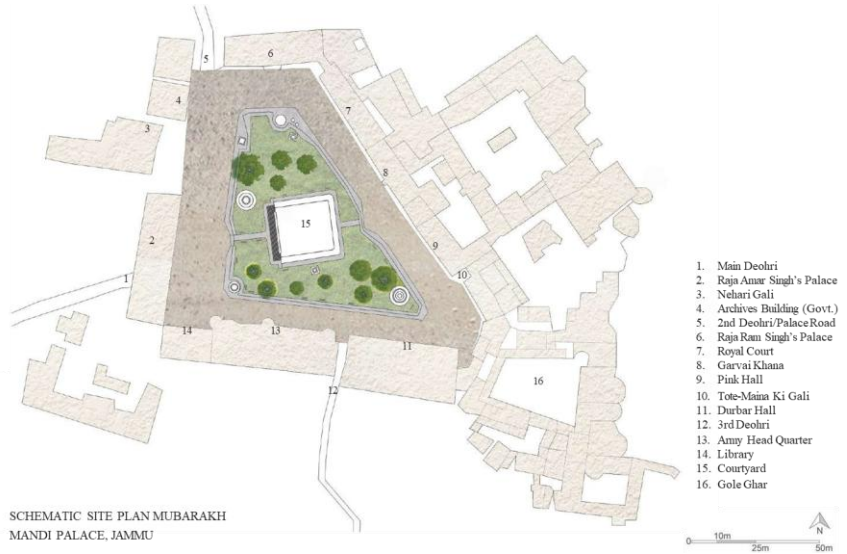 5
6
4
7
3
8
2
15
9
10
1
14
13
11
16
12
1. Main Deohri
2. Raja Amar Singh's Palace
3. Nehari Gali
4. Archives Building (Govt.)
5. 2nd Deohri/Palace Road
6. Raja Ram Singh's Palace
7. Royal Court
8. Garvai Khana
9. Pink Hall
10. Tote-Maina Ki Gali
11. Durbar Hall
12. 3rd Deohri
13. Army Head Quarter
14. Library
15. Courtyard
16. Gole Ghar
SCHEMATIC SITE PLAN MUBARAKH
MANDI PALACE, JAMMU
N
0 10m 25m 50m